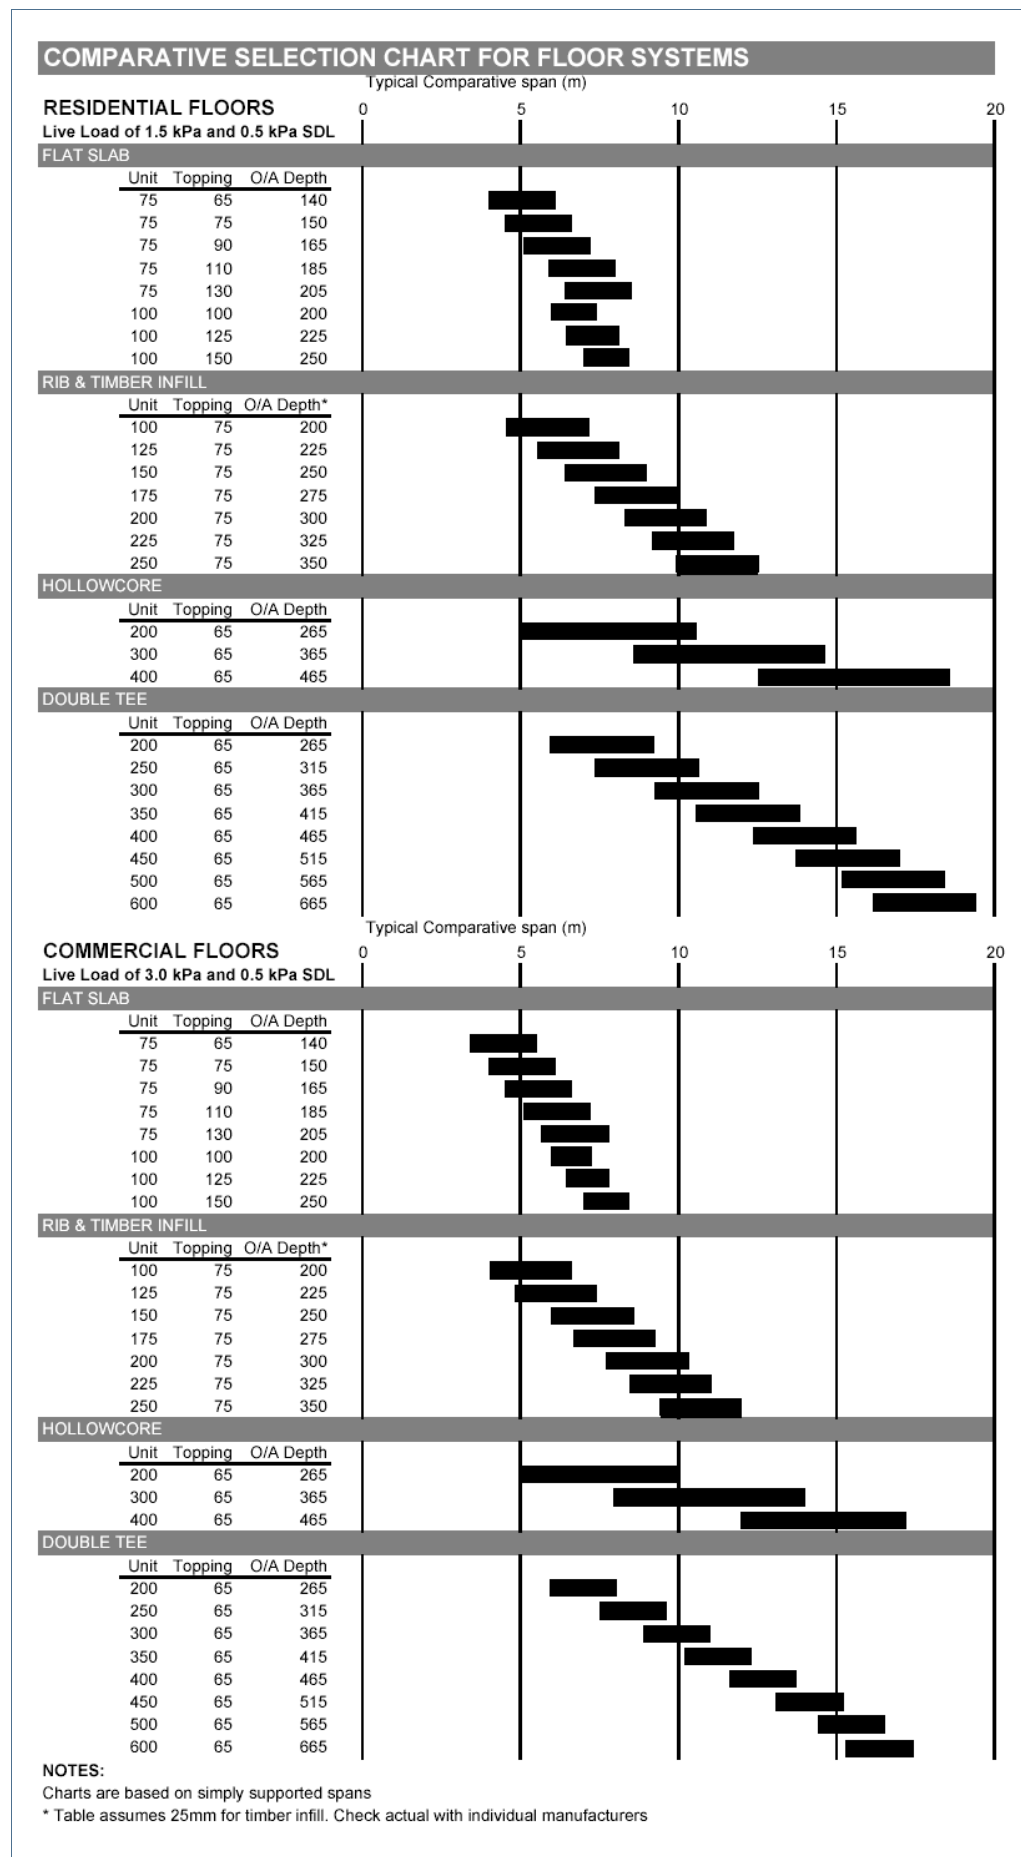 COMPARATIVE SELECTION CHART FOR FLOOR SYSTEMS
Typical Comparative span (m)
RESIDENTIAL FLOORS 0 5 10 15 20
Live Load of 1.5 kPa and 0.5 kPa SDL
FLAT SLAB
Unit Topping O/A Depth
75 65 140
75 75 150
75 90 165
75 110 185
75 130 205
100 100 200
100 125 225
100 150 250
RIB & TIMBER INFILL
Unit Topping O/A Depth*
100 75 200
125 75 225
150 75 250
175 75 275
200 75 300
225 75 325
250 75 350
HOLLOWCORE
Unit Topping O/A Depth
200 65 265
300 65 365
400 65 465
DOUBLE TEE
Unit Topping O/A Depth
200 65 265
250 65 315
300 65 365
350 65 415
400 65 465
450 65 515
500 65 565
600 65 665
Typical Comparative span (m)
COMMERCIAL FLOORS 0 5 10 15 20
Live Load of 3.0 kPa and 0.5 kPa SDL
FLAT SLAB
Unit Topping O/A Depth
75 65 140
75 75 150
75 90 165
75 110 185
75 130 205
100 100 200
100 125 225
100 150 250
RIB & TIMBER INFILL
Unit Topping O/A Depth*
100 75 200
125 75 225
150 75 250
175 75 275
200 75 300
225 75 325
250 75 350
HOLLOWCORE
Unit Topping O/A Depth
200 65 265
300 65 365
400 65 465
DOUBLE TEE
Unit Topping O/A Depth
200 65 265
250 65 315
300 65 365
350 65 415
400 65 465
450 65 515
500 65 565
600 65 665
NOTES:
Charts are based on simply supported spans
* Table assumes 25mm for timber infill. Check actual with individual manufacturers